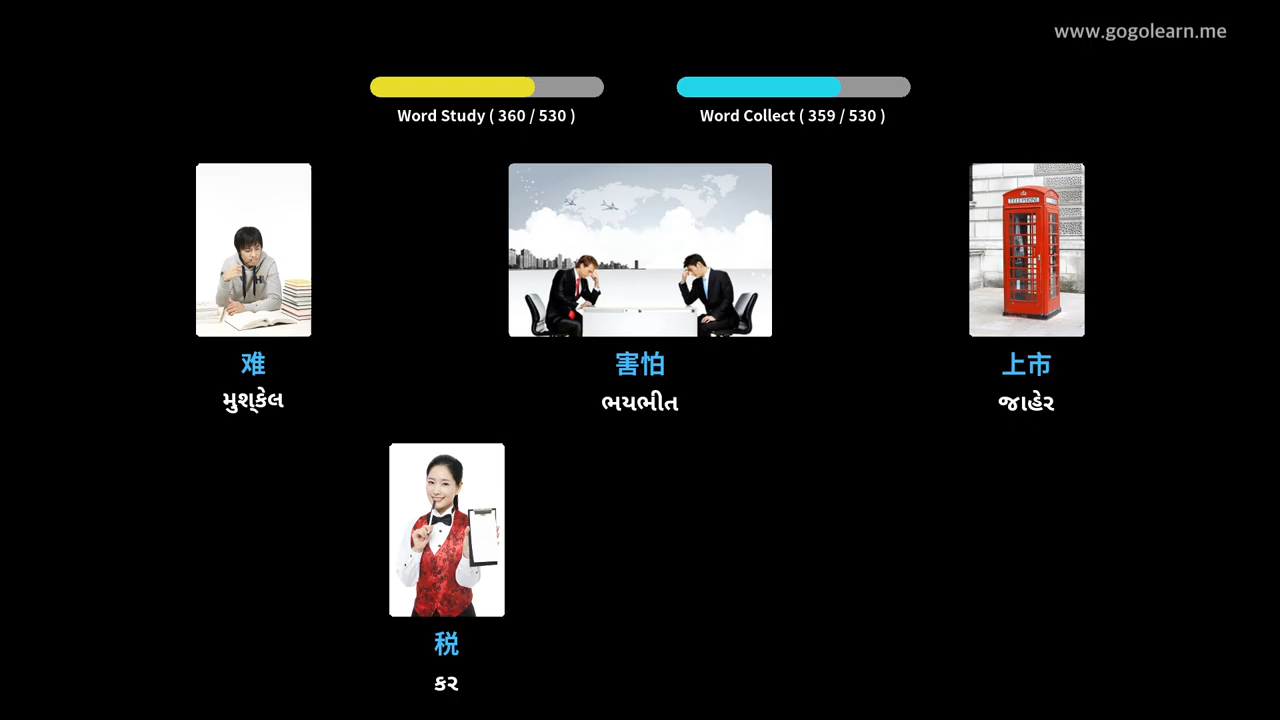 www.gogolearn.me
Word Study ( 360 / 530 )
Word Collect ( 359 / 530 )
TELEPHONE
难
害怕
上市
મુશ્કેલ
ભયભીત
જાહેર
税
કર